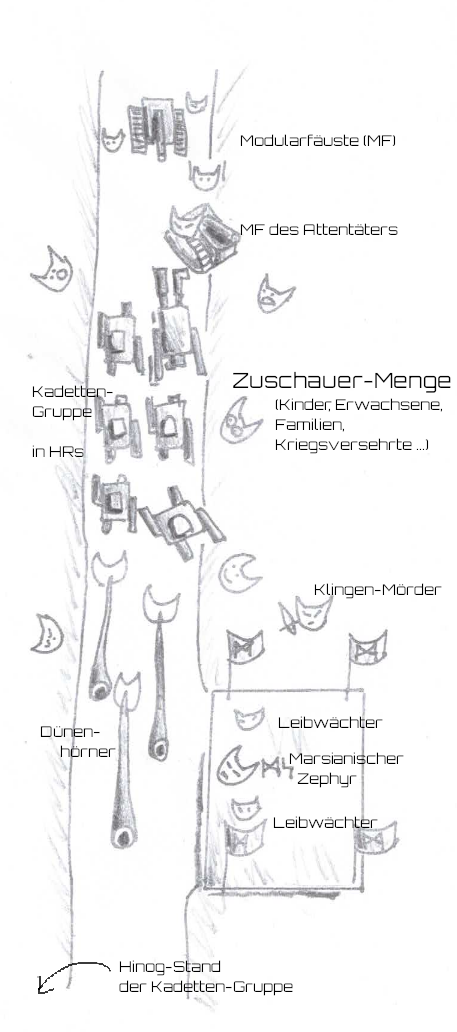 Modularfäuste (MF)
MF des Attentäters
Zuschauer-Menge
(Kinder, Erwachsene,
Familien,
Kriegsversehrte ...)
Kadetten-
Gruppe
in HRs
Klingen-Mörder
Leibwächter
Marsianischer
Zephyr
Leibwächter
Dünen-
hörner
Hinog-Stand
der Kadetten-Gruppe